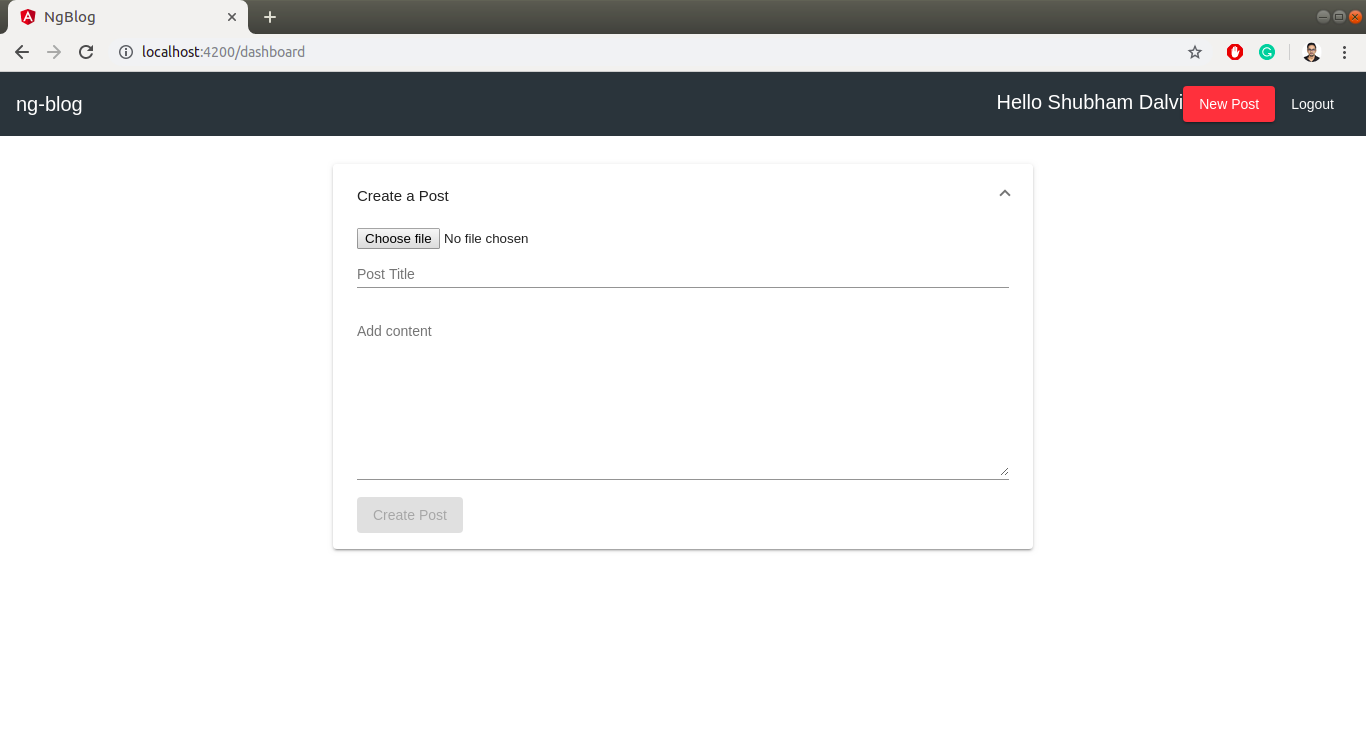 NgBlog
localhost:4200/dashboard
ng-blog
Hello Shubham Dalvi New Post Logout
Create a Post
Choose file No file chosen
Post Title
Add content
Create Post